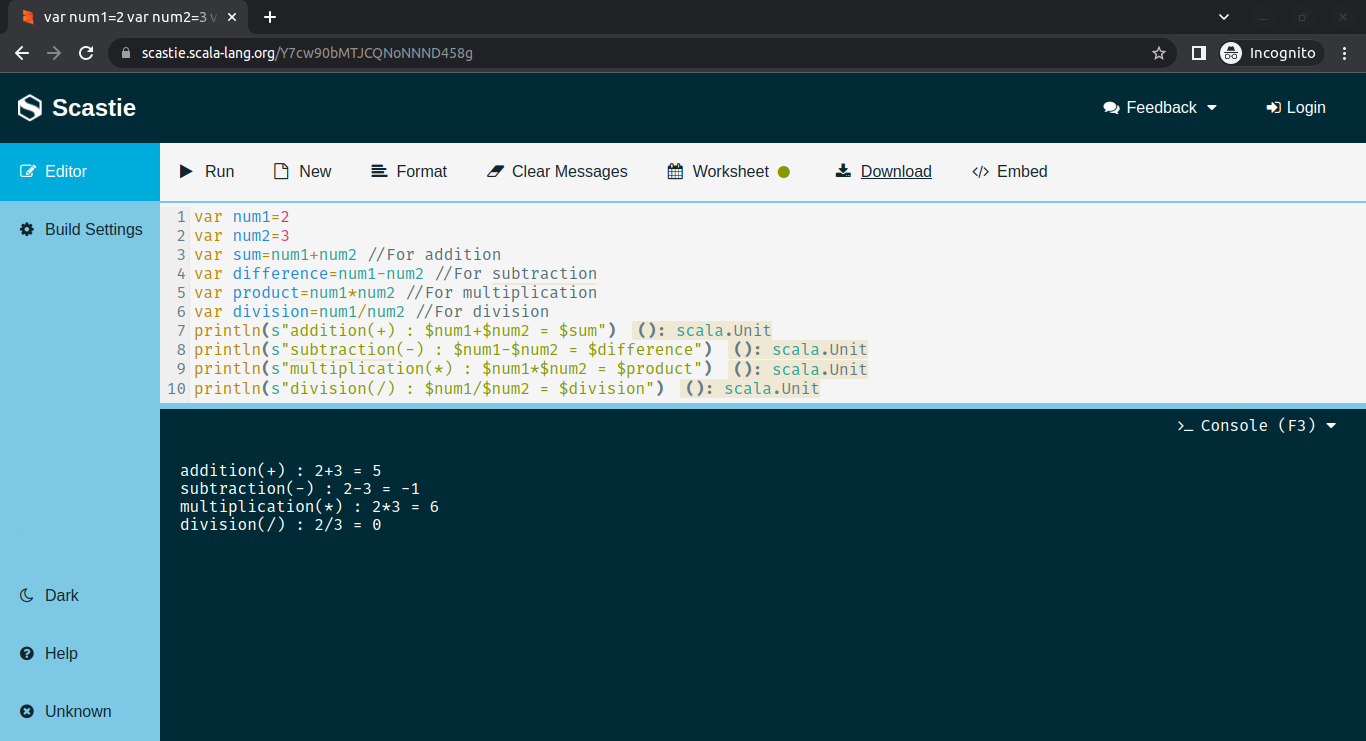 var num1=2 var num2=3 v
scastie.scala-lang.org/Y7cw90bMTJCQNoNNND458g
Incognito
Scastie
Feedback
Login
Editor
Run
New
Format
Clear Messages
Worksheet
Download
Embed
Build Settings
1 var num1=2
2 var num2=3
3 var sum=num1+num2 //For addition
4 var difference=num1-num2 //For subtraction
5 var product=num1*num2 //For multiplication
6 var division=num1/num2 //For division
7 println(s"addition(+) : $num1+$num2 = $sum") (): scala.Unit
8 println(s"subtraction(-) : $num1-$num2 = $difference") (): scala.Unit
9 println(s"multiplication(*) : $num1*$num2 = $product") (): scala.Unit
10 println(s"division(/) : $num1/$num2 = $division") (): scala.Unit
Console (F3)
addition(+) : 2+3 = 5
subtraction(-) : 2-3 = -1
multiplication(*) : 2*3 = 6
division(/) : 2/3 = 0
Dark
Help
Unknown